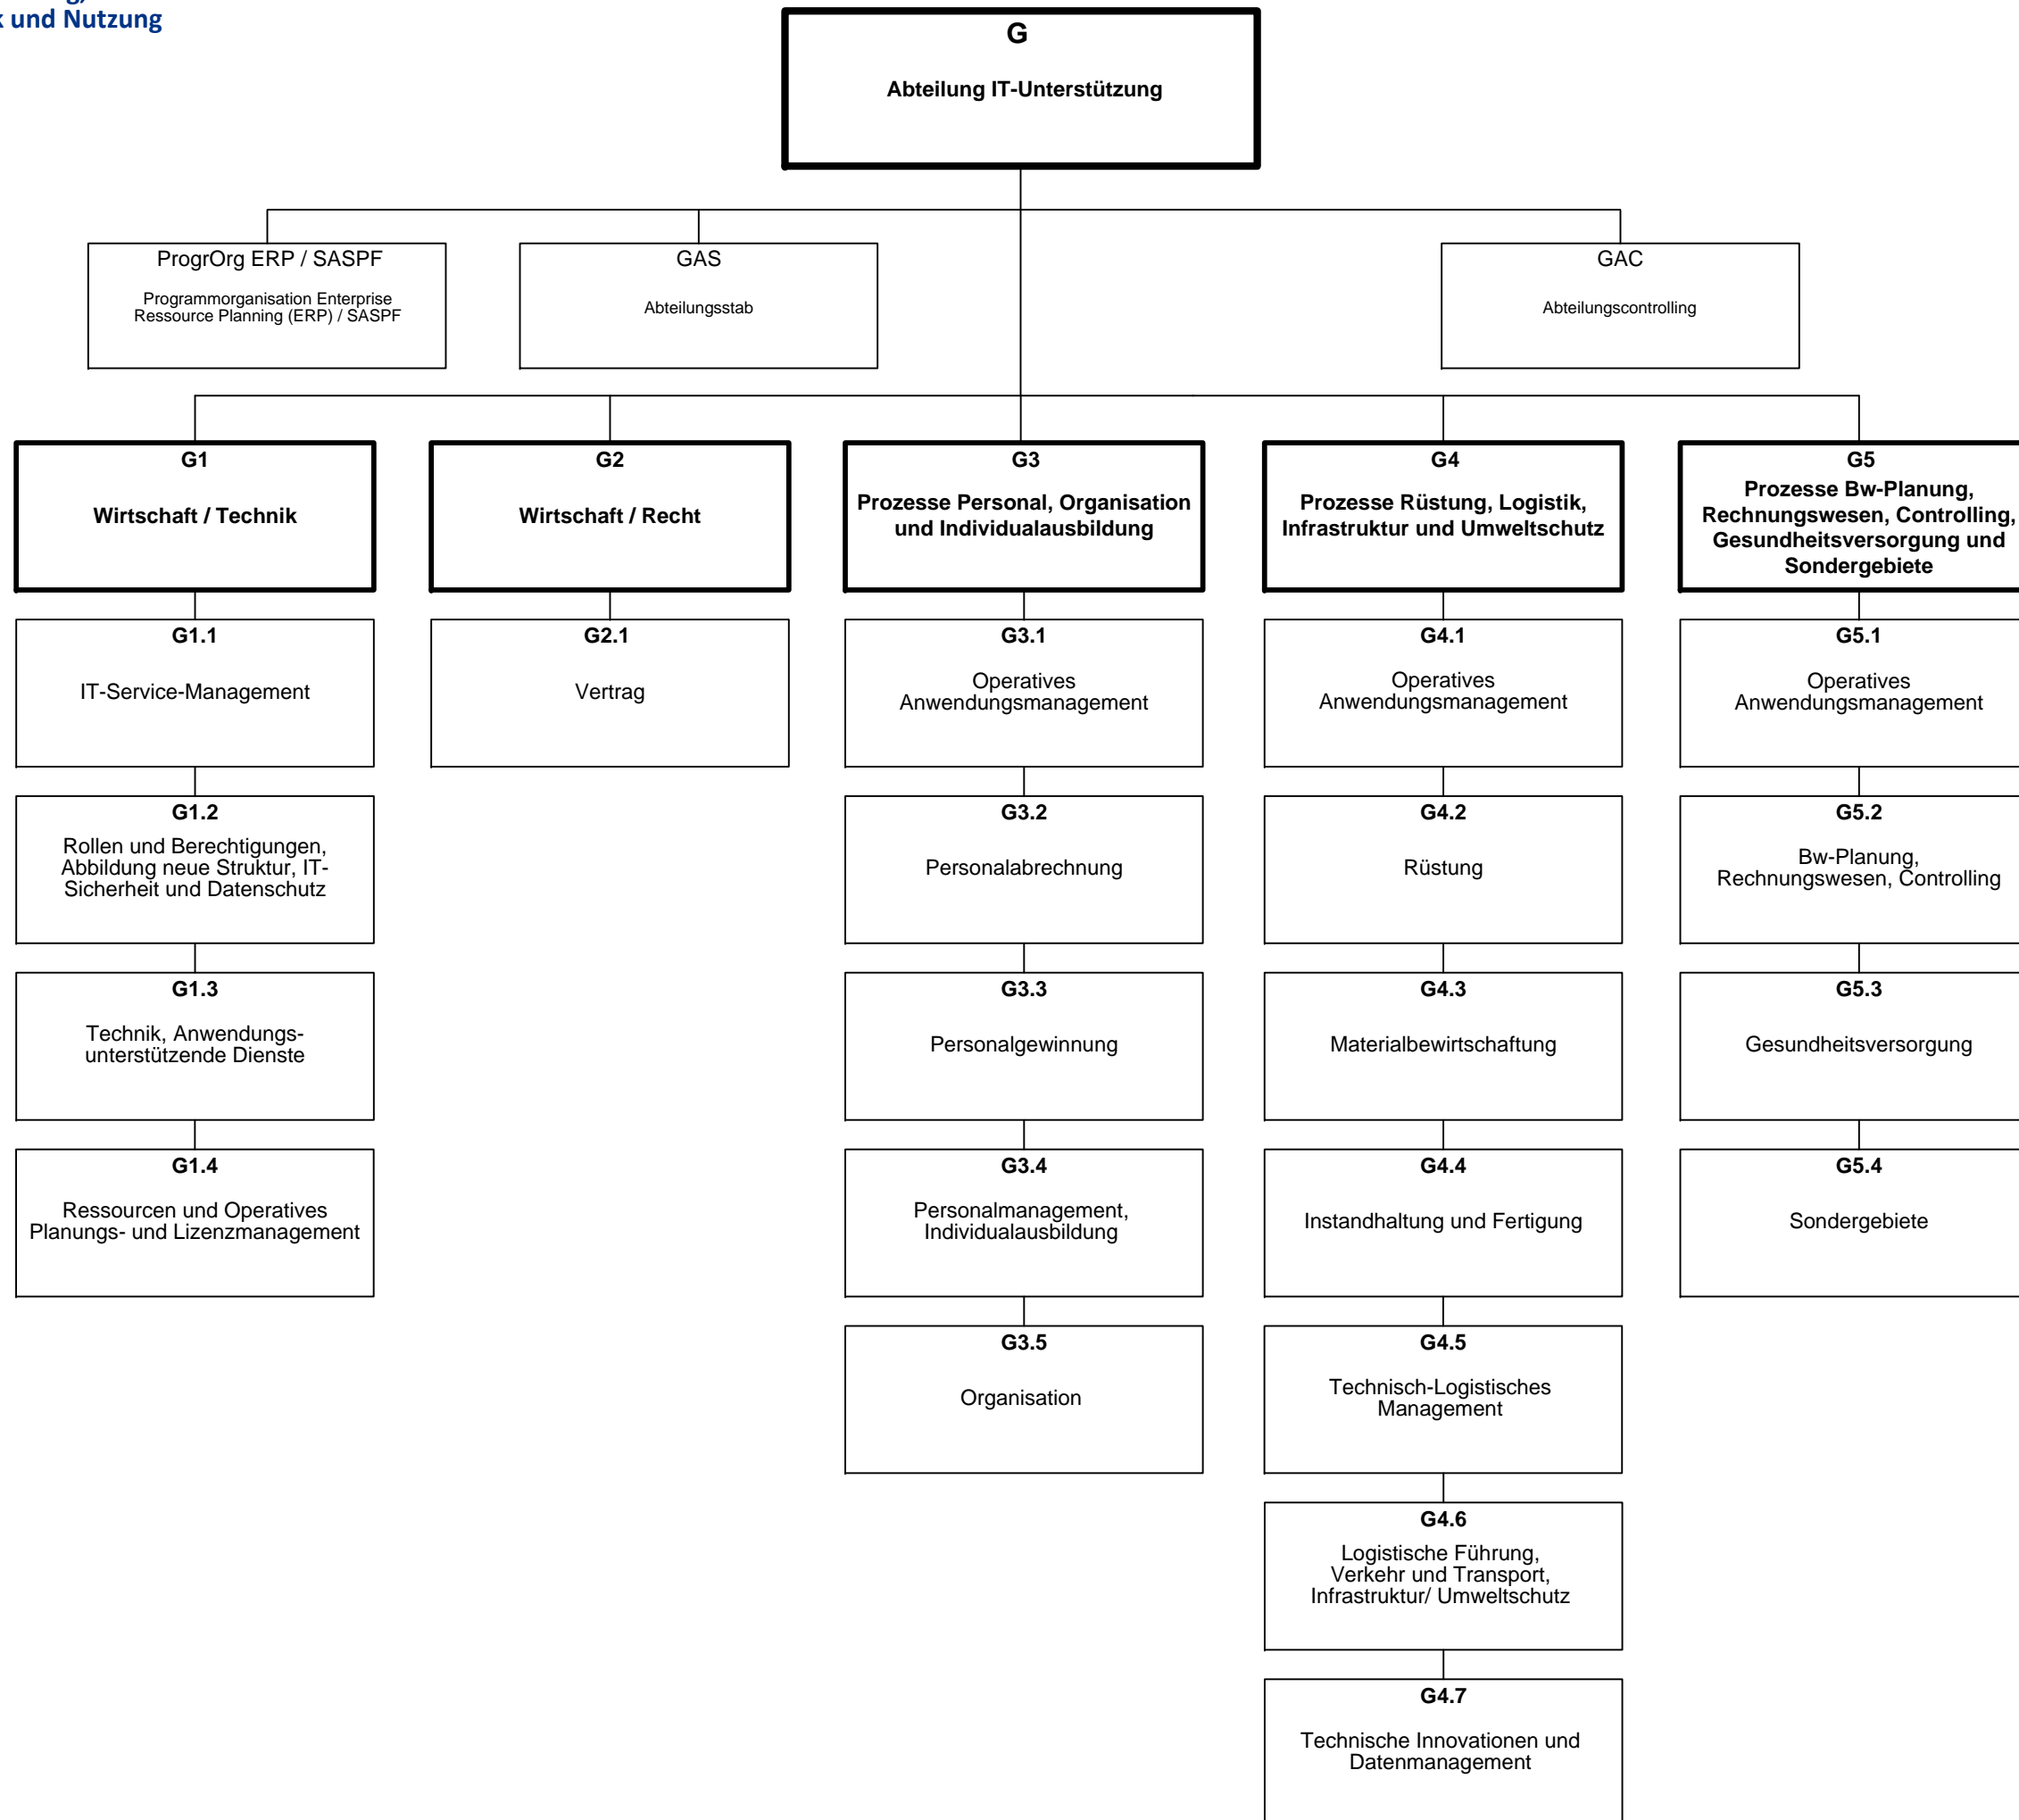 und Nutzung
G
Abteilung IT-Unterstützung
ProgrOrg ERP / SASPF
Programmorganisation Enterprise
Ressource Planning (ERP) / SASPF
GAS
Abteilungsstab
GAC
Abteilungscontrolling
G1
Wirtschaft / Technik
G2
Wirtschaft / Recht
G3
Prozesse Personal, Organisation
und Individualausbildung
G4
Prozesse Rüstung, Logistik,
Infrastruktur und Umweltschutz
G5
Prozesse Bw-Planung,
Rechnungswesen, Controlling,
Gesundheitsversorgung und
Sondergebiete
G1.1
IT-Service-Management
G2.1
Vertrag
G3.1
Operatives
Anwendungsmanagement
G4.1
Operatives
Anwendungsmanagement
G5.1
Operatives
Anwendungsmanagement
G1.2
Rollen und Berechtigungen,
Abbildung neue Struktur, IT-
Sicherheit und Datenschutz
G3.2
Personalabrechnung
G4.2
Rüstung
G5.2
Bw-Planung,
Rechnungswesen, Controlling
G1.3
Technik, Anwendungs-
unterstützende Dienste
G3.3
Personalgewinnung
G4.3
Materialbewirtschaftung
G5.3
Gesundheitsversorgung
G1.4
Ressourcen und Operatives
Planungs- und Lizenzmanagement
G3.4
Personalmanagement,
Individualausbildung
G4.4
Instandhaltung und Fertigung
G5.4
Sondergebiete
G3.5
Organisation
G4.5
Technisch-Logistisches
Management
G4.6
Logistische Führung,
Verkehr und Transport,
Infrastruktur/ Umweltschutz
G4.7
Technische Innovationen und
Datenmanagement